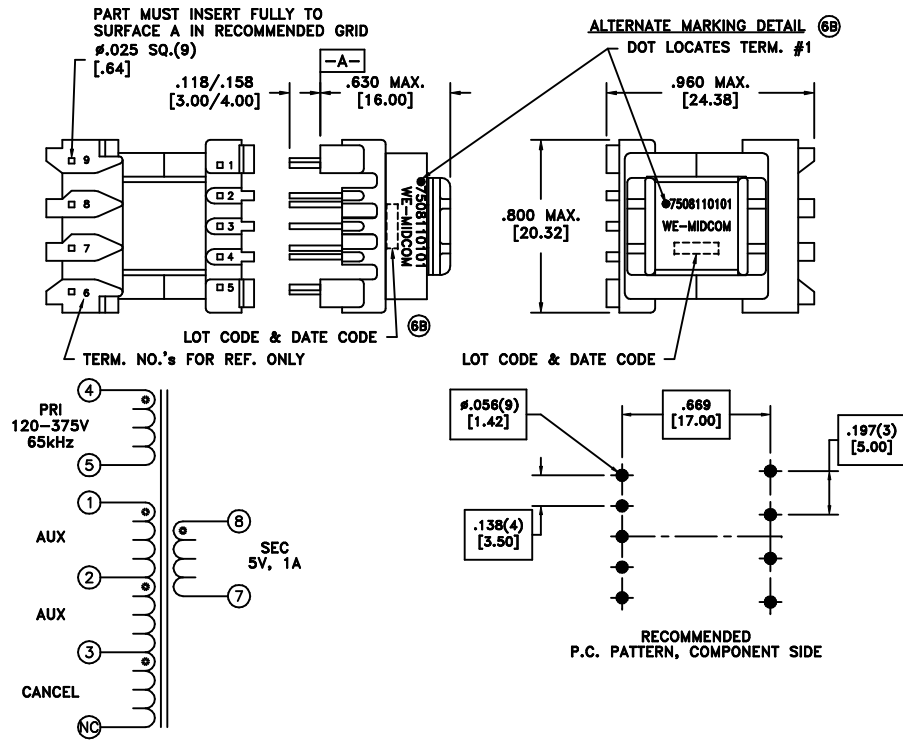 PART MUST INSERT FULLY TO
SURFACE A IN RECOMMENDED GRID
ø.025 SQ.(9)
[.64]
ALTERNATE MARKING DETAIL 6B
DOT LOCATES TERM. #1
-A-
.118/.158
[3.00/4.00]
.630 MAX.
[16.00]
.960 MAX.
[24.38]
9
8
7
6
1
2
3
4
5
7508110101
WE-MIDCOM
.800 MAX.
[20.32]
7508110101
WE-MIDCOM
LOT CODE & DATE CODE 6B
TERM. NO.'s FOR REF. ONLY
LOT CODE & DATE CODE
4
PRI
120-375V
65kHz
5
1
AUX
2
AUX
3
CANCEL
NC
8
SEC
5V, 1A
7
ø.056(9)
[1.42]
.669
[17.00]
.197(3)
[5.00]
.138(4)
[3.50]
RECOMMENDED
P.C. PATTERN, COMPONENT SIDE